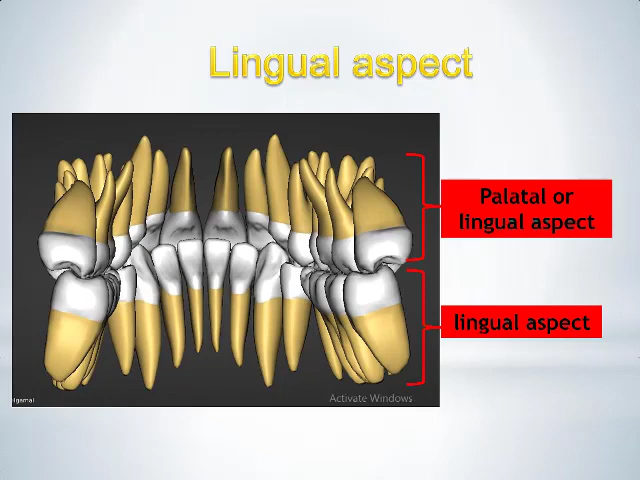 Lingual aspect
Palatal or
lingual aspect
lingual aspect
Activate Windows